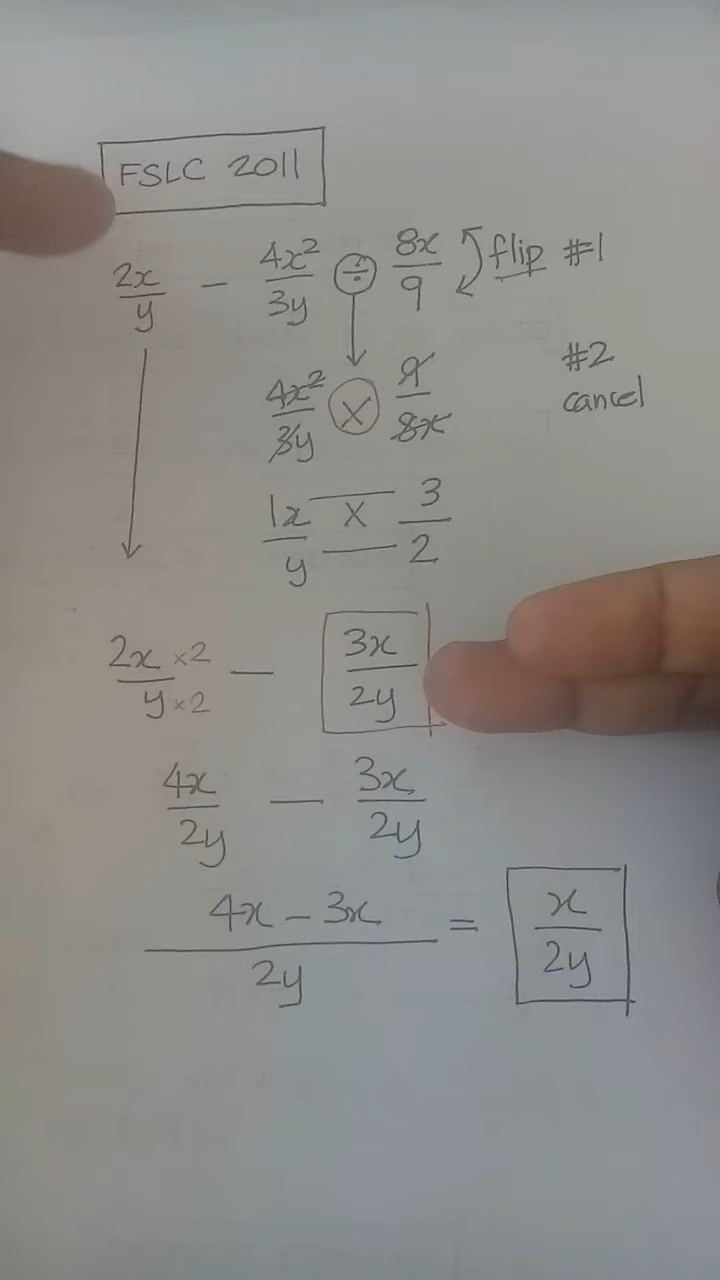 FSLC 2011
2x/y − 4x²/3y ÷ 8x/9 flip #1
4x²/3y × 9/8x #2 cancel
1x/y × 3/2
2x ×2/y ×2 − 3x/2y
4x/2y − 3x/2y
4x − 3x/2y = x/2y